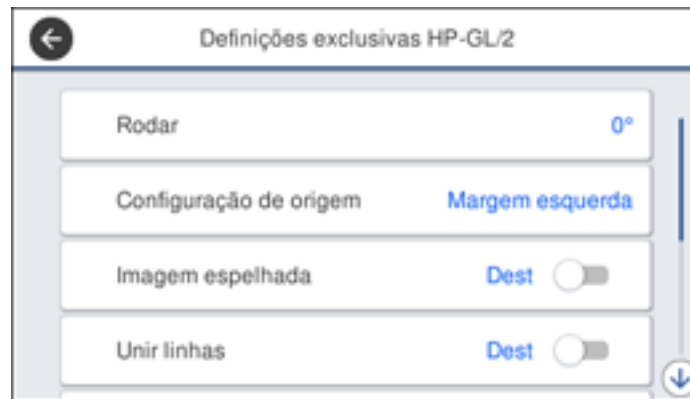 Definições exclusivas HP-GL/2
Rodar 0°
Configuração de origem Margem esquerda
Imagem espelhada Dest
Unir linhas Dest